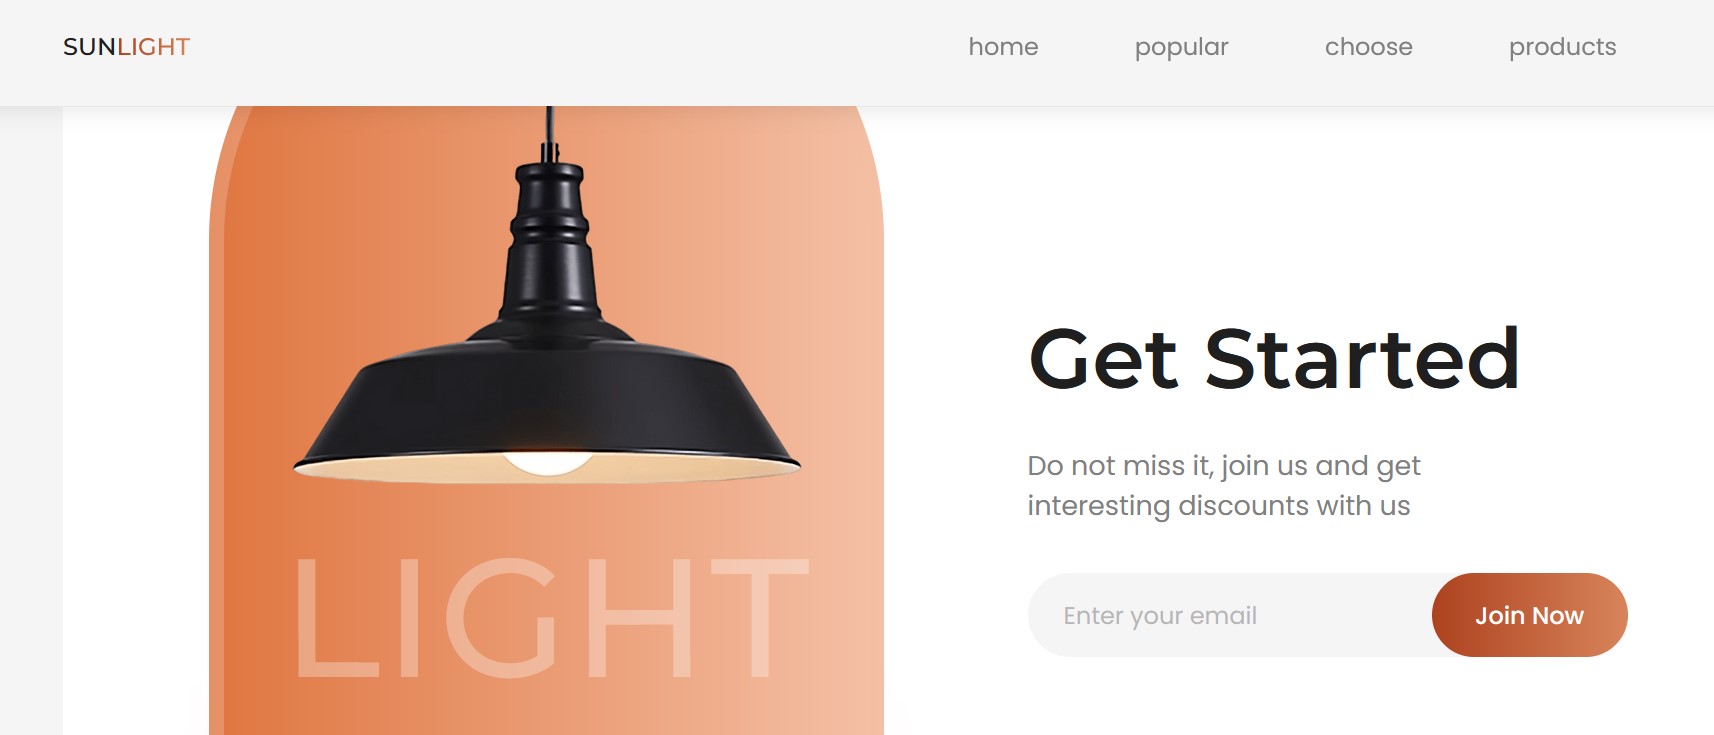 SUNLIGHT home popular choose products
Get Started
Do not miss it, join us and get
interesting discounts with us
Enter your email Join Now
LIGHT